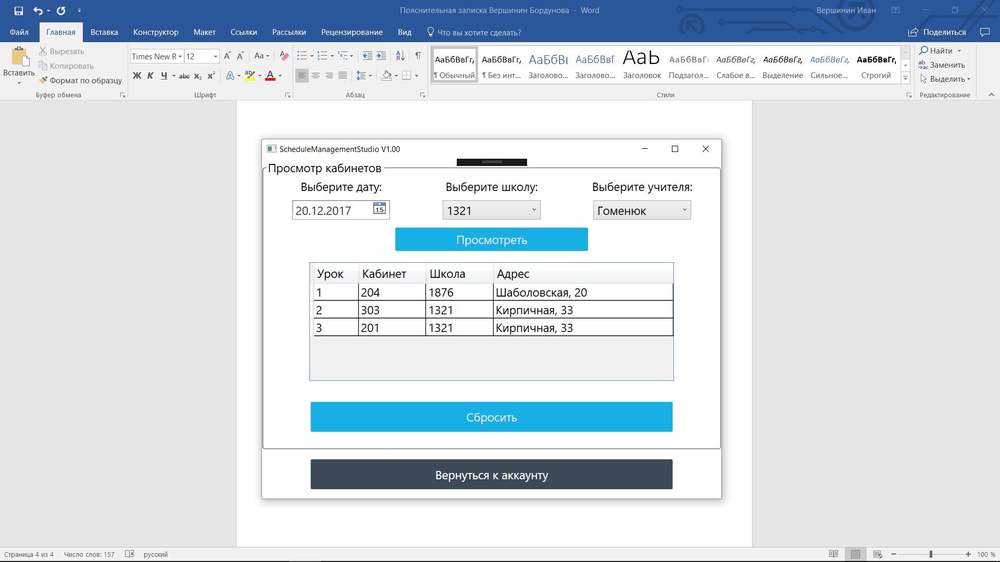 Пояснительная записка Вершинин Бордунова - Word
Вершинин Иван
Файл Главная Вставка Конструктор Макет Ссылки Рассылки Рецензирование Вид Что вы хотите сделать? Поделиться
Вставить
Вырезать
Копировать
Формат по образцу
Буфер обмена
Times New R 12
Aa
Ж К Ч abc x₂ x²
Шрифт
Абзац
АаБбВвГг, АаБбВвГг, АаБбВв АаБбВвГ АаЬ АаБбВвГг АаБбВвГг, АаБбВвГг, АаБбВвГг, АаБбВвГг,
¶ Обычный ¶ Без инт... Заголово... Заголово... Заголовок Подзагол... Слабое в... Выделение Сильное... Строгий
Стили
Найти
Заменить
Выделить
Редактирование
ScheduleManagementStudio V1.00
Просмотр кабинетов
Выберите дату: Выберите школу: Выберите учителя:
20.12.2017 15 1321 Гоменюк
Просмотреть
Урок Кабинет Школа Адрес
1 204 1876 Шаболовская, 20
2 303 1321 Кирпичная, 33
3 201 1321 Кирпичная, 33
Сбросить
Вернуться к аккаунту
Страница 4 из 4 Число слов: 157 русский 100 %